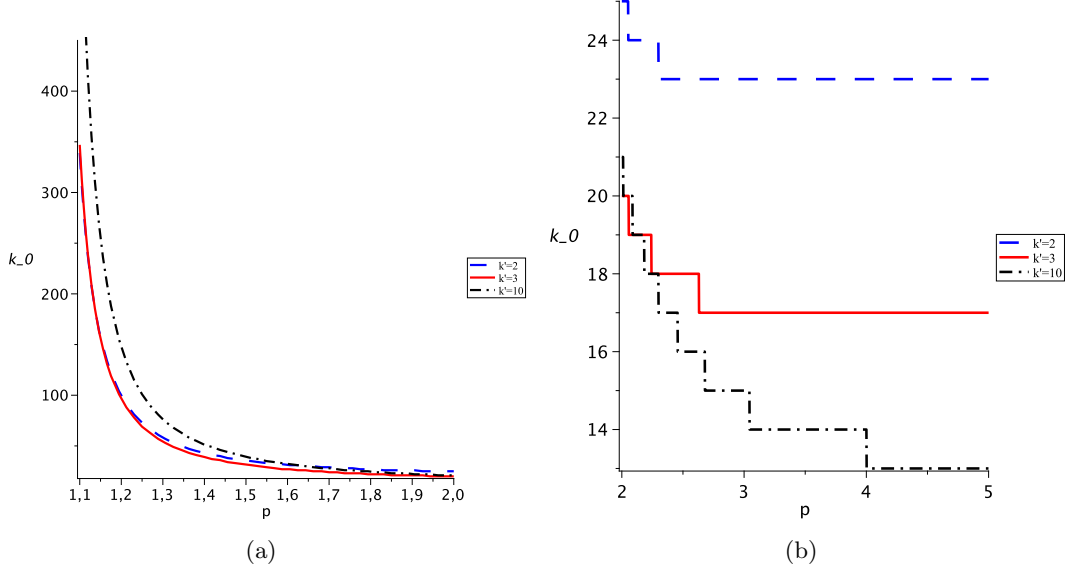 400
300
k_0
200
100
1,1 1,2 1,3 1,4 1,5 1,6 1,7 1,8 1,9 2,0
p
k'=2
k'=3
k'=10
(a)
24
22
20
k_0
18
16
14
2 3 4 5
p
k'=2
k'=3
k'=10
(b)